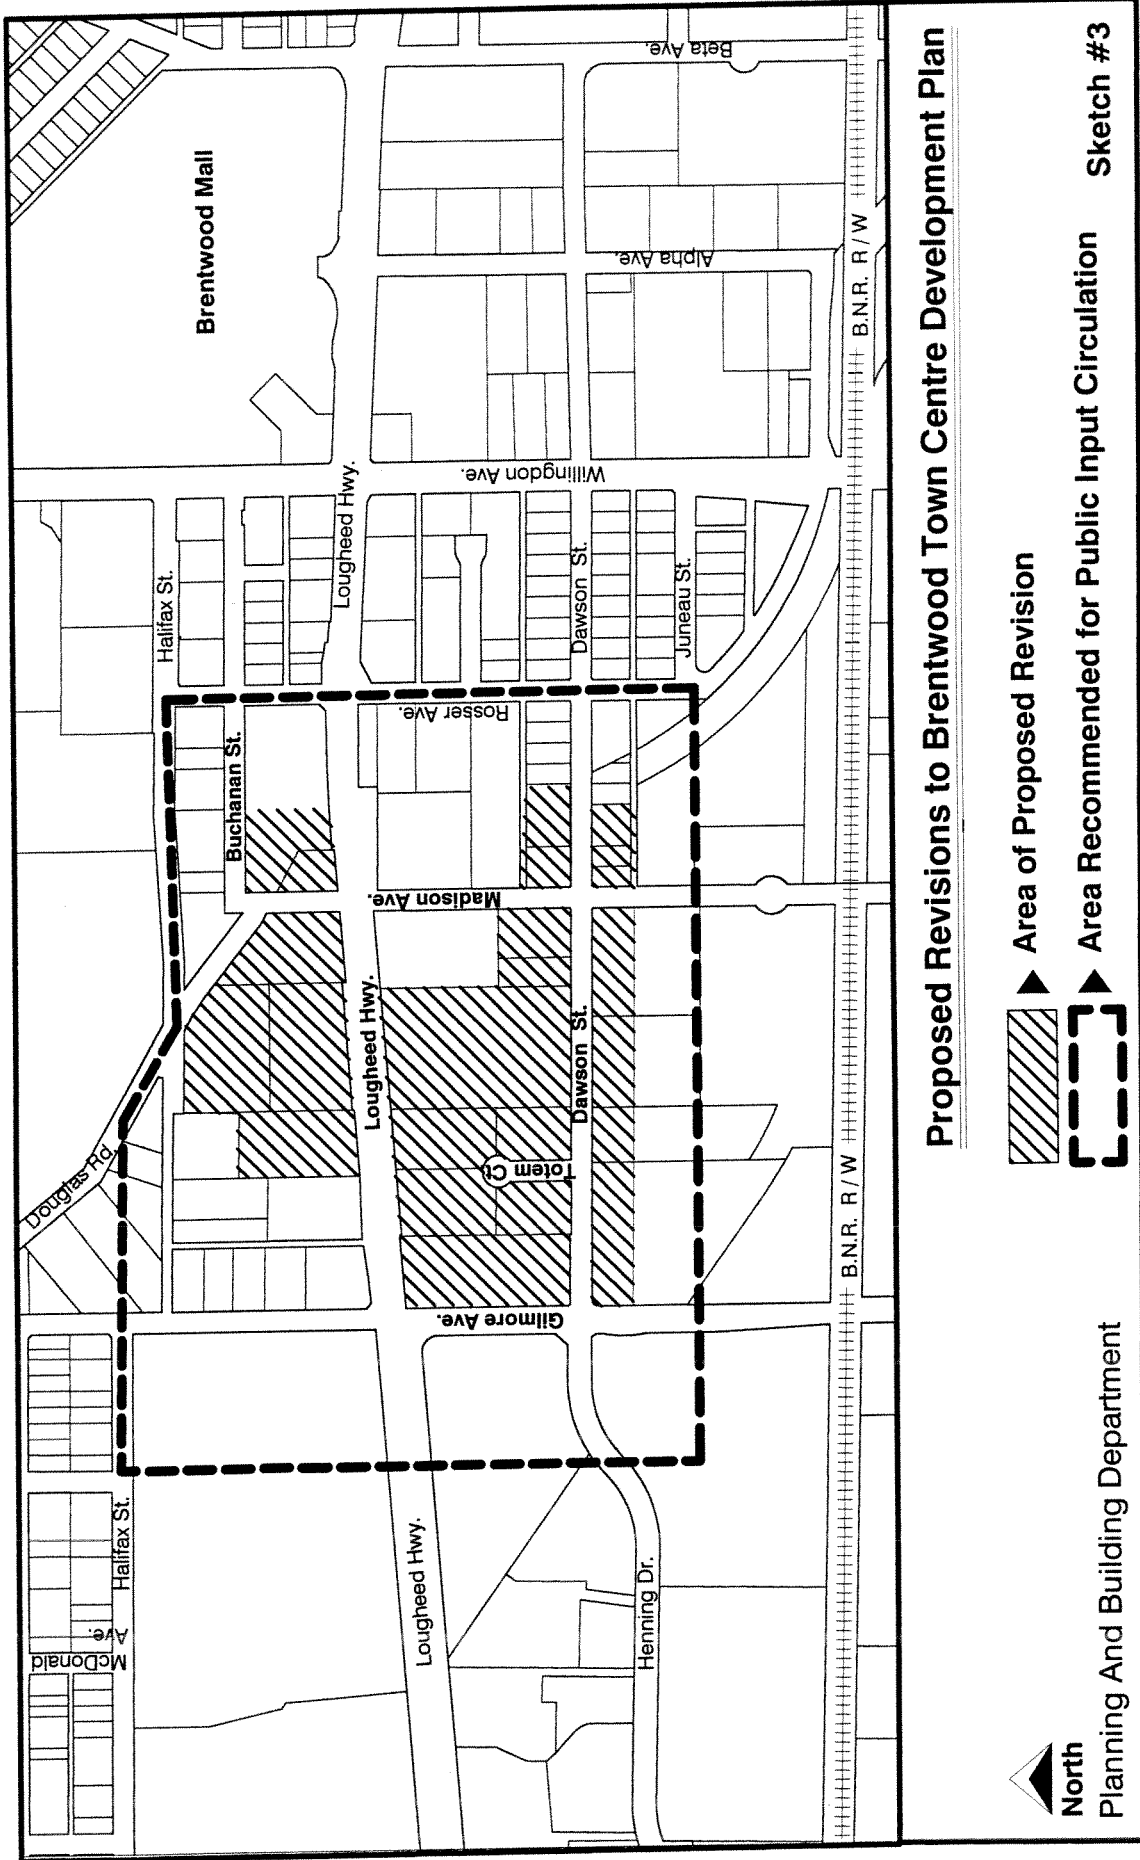 McDonald
Ave.
Halifax St.
Douglas Rd.
Halifax St.
Brentwood Mall
Buchanan St.
Lougheed Hwy.
Lougheed Hwy.
Lougheed Hwy.
Gilmore Ave.
Madison Ave.
Rosser Ave.
Willingdon Ave.
Alpha Ave.
Beta Ave.
Totem Ct
Henning Dr.
Dawson St.
Dawson St.
Juneau St.
B.N.R. R/W
B.N.R. R/W
Proposed Revisions to Brentwood Town Centre Development Plan
Area of Proposed Revision
Area Recommended for Public Input Circulation
North
Planning And Building Department
Sketch #3